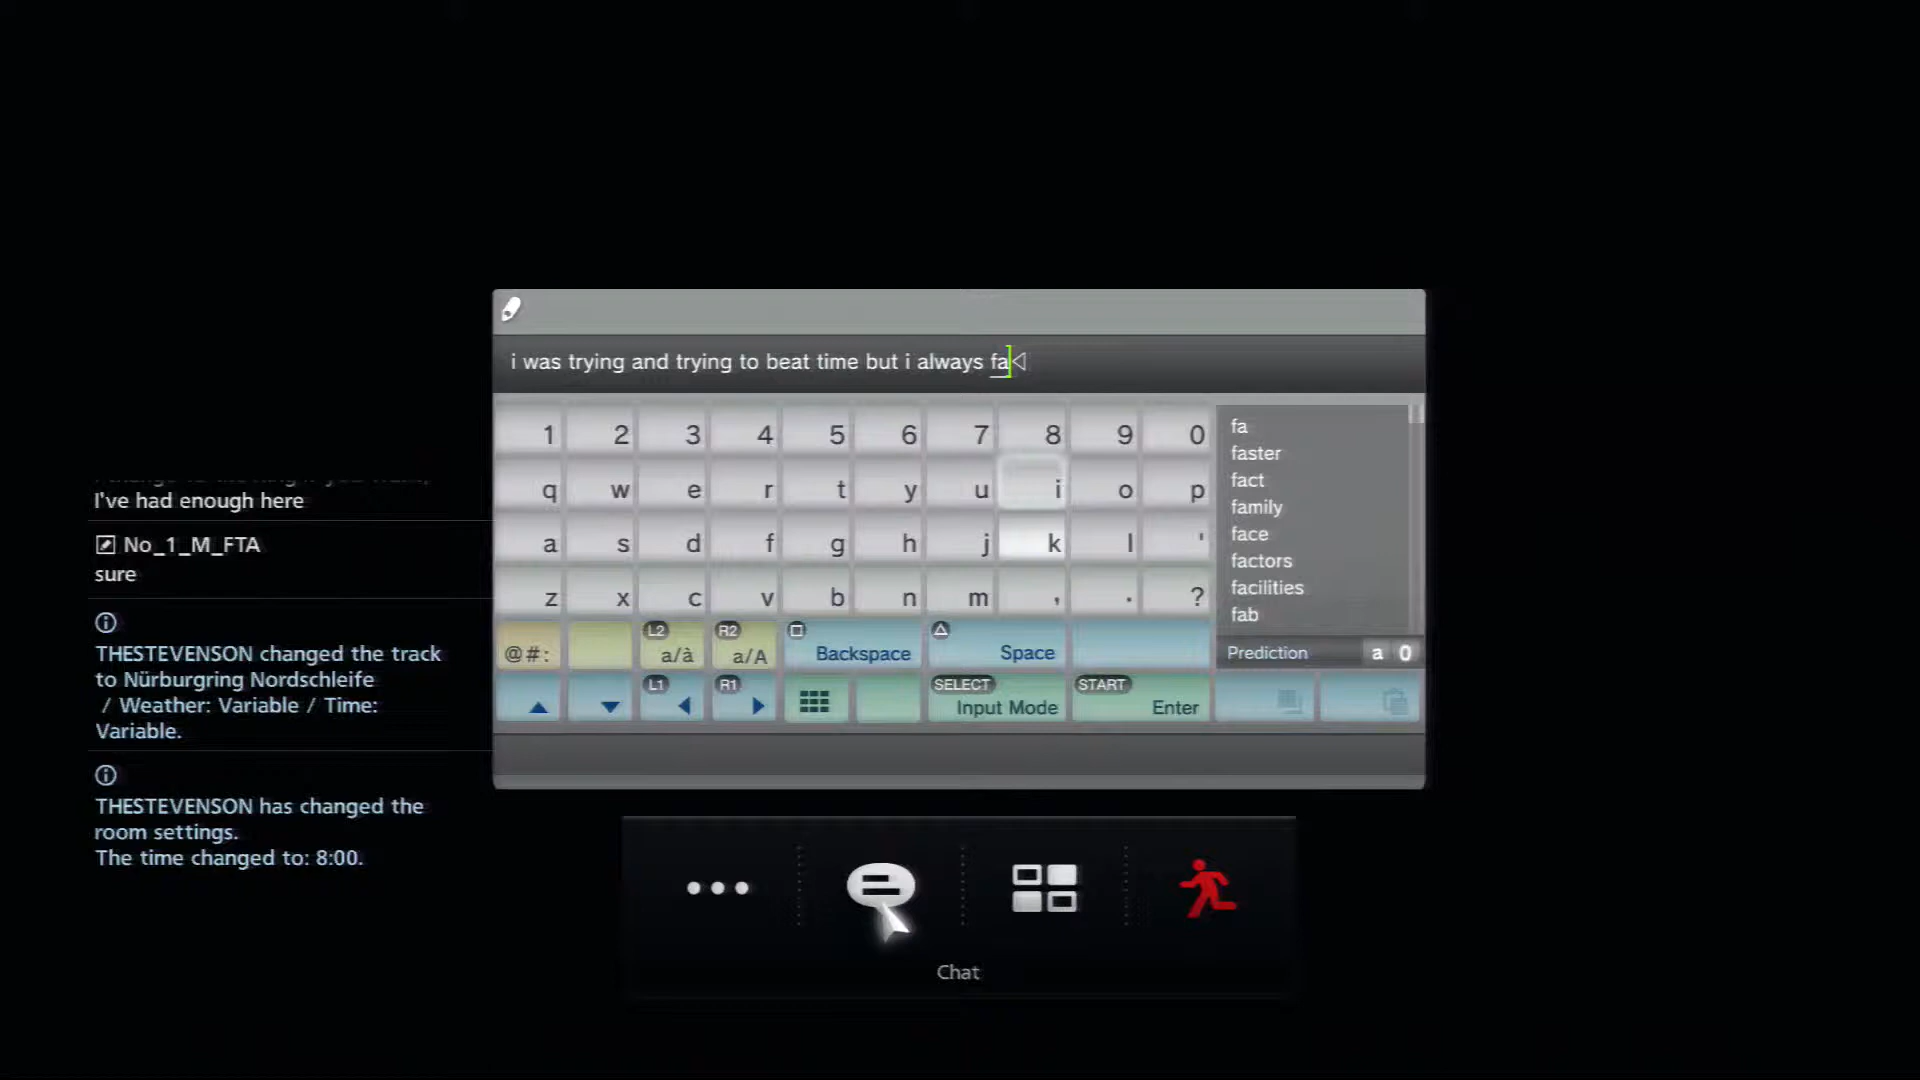 i was trying and trying to beat time but i always fa
1 2 3 4 5 6 7 8 9 0
q w e r t y u i o p
a s d f g h j k l '
z x c v b n m , . ?
@#: L2 a/à R2 a/A Backspace Space
L1 R1 SELECT Input Mode START Enter
fa
faster
fact
family
face
factors
facilities
fab
Prediction a 0
I've had enough here
No_1_M_FTA
sure
THESTEVENSON changed the track
to Nürburgring Nordschleife
/ Weather: Variable / Time:
Variable.
THESTEVENSON has changed the
room settings.
The time changed to: 8:00.
Chat